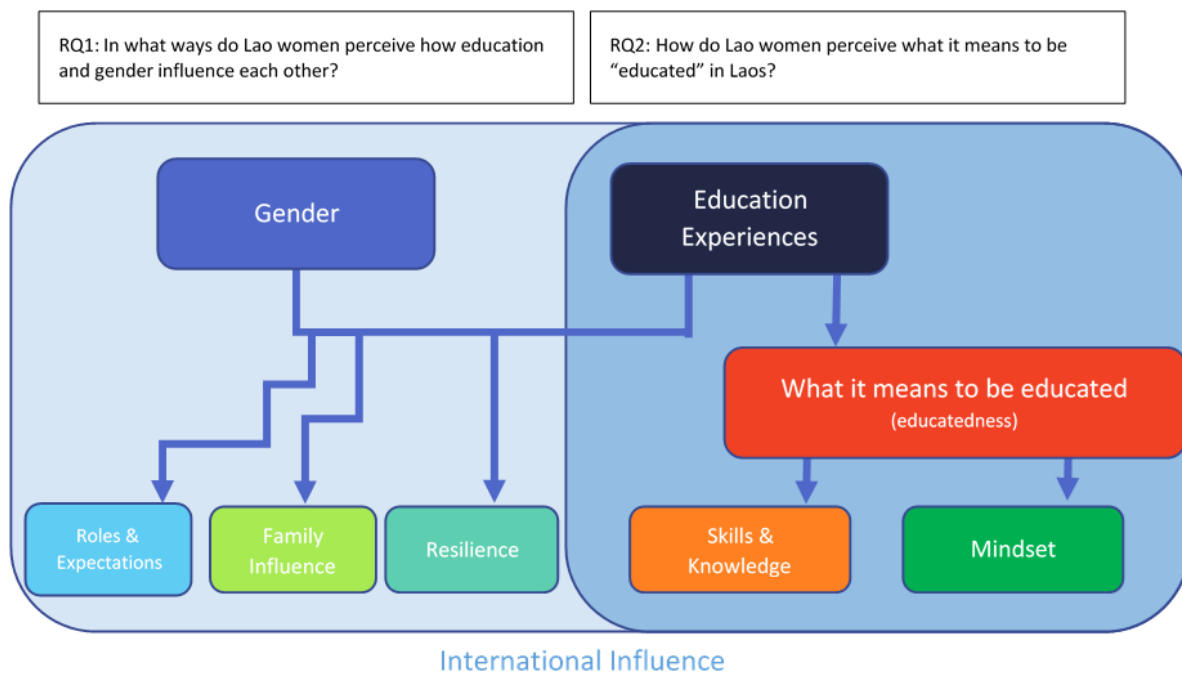 RQ1: In what ways do Lao women perceive how education
and gender influence each other?
RQ2: How do Lao women perceive what it means to be
“educated” in Laos?
Gender
Education
Experiences
What it means to be educated
(educatedness)
Roles &
Expectations
Family
Influence
Resilience
Skills &
Knowledge
Mindset
International Influence